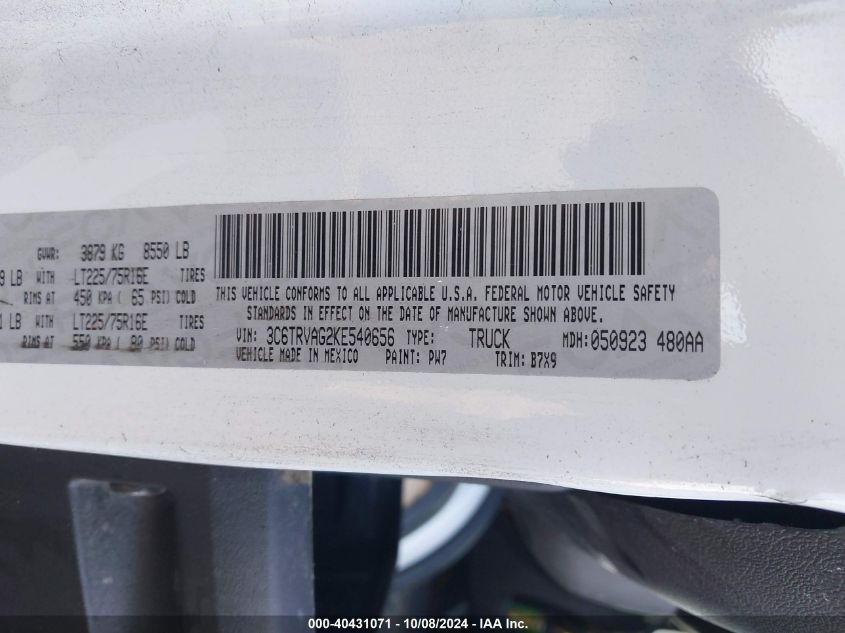 GVWR: 3879 KG 8550 LB
9 LB WITH LT225/75R16E TIRES
RIMS AT 450 KPA ( 65 PSI) COLD
LB WITH LT225/75R16E TIRES
RIMS AT 550 KPA ( 80 PSI) COLD
THIS VEHICLE CONFORMS TO ALL APPLICABLE U.S.A. FEDERAL MOTOR VEHICLE SAFETY
STANDARDS IN EFFECT ON THE DATE OF MANUFACTURE SHOWN ABOVE.
VIN: 3C6TRVAG2KE540656 TYPE: TRUCK MDH: 050923 480AA
VEHICLE MADE IN MEXICO PAINT: PW7 TRIM: B7X9
000-40431071 - 10/08/2024 - IAA Inc.